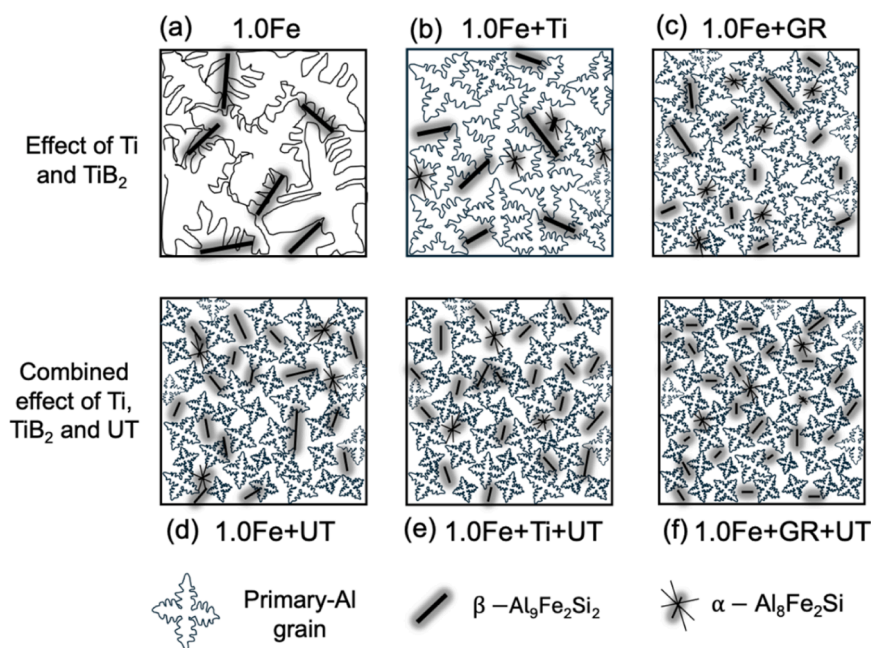 (a) 1.0Fe
(b) 1.0Fe+Ti
(c) 1.0Fe+GR
Effect of Ti
and TiB₂
Combined
effect of Ti,
TiB₂ and UT
(d) 1.0Fe+UT
(e) 1.0Fe+Ti+UT
(f) 1.0Fe+GR+UT
Primary-Al
grain
β −Al₉Fe₂Si₂
α − Al₈Fe₂Si